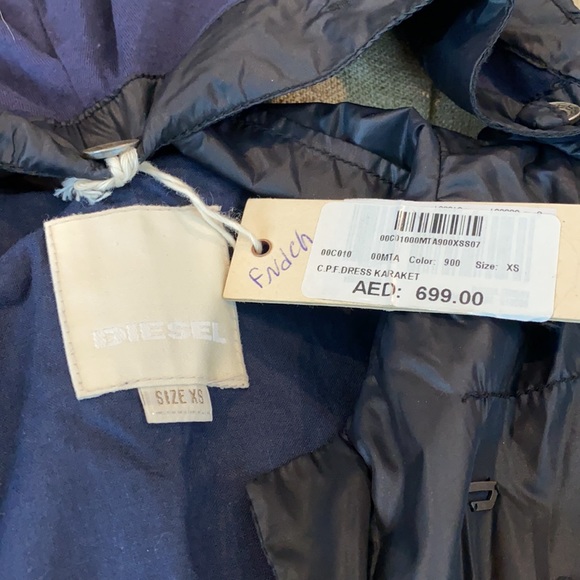 00C01000MTA900XSS07
00C010 00MTA Color: 900 Size: XS
C.P.F.DRESS KARAKET
AED: 699.00
DIESEL
SIZE XS